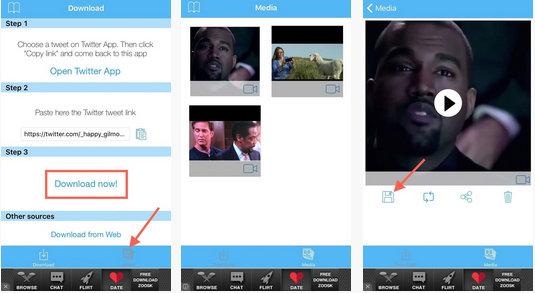 Download
Step 1
Choose a tweet on Twitter App. Then click
"Copy link" and come back to this app
Open Twitter App
Step 2
Paste here the Twitter tweet link
https://twitter.com/_happy_gilmo...
Step 3
Download now!
Other sources
Download from Web
Download
BROWSE
CHAT
FLIRT
DATE
FREE
DOWNLOAD
ZOOSK
Media
Media
BROWSE
CHAT
FLIRT
DATE
FREE
DOWNLOAD
ZOOSK
Media
Download
Media
BROWSE
CHAT
FLIRT
DATE
FREE
DOWNLOAD
ZOOSK